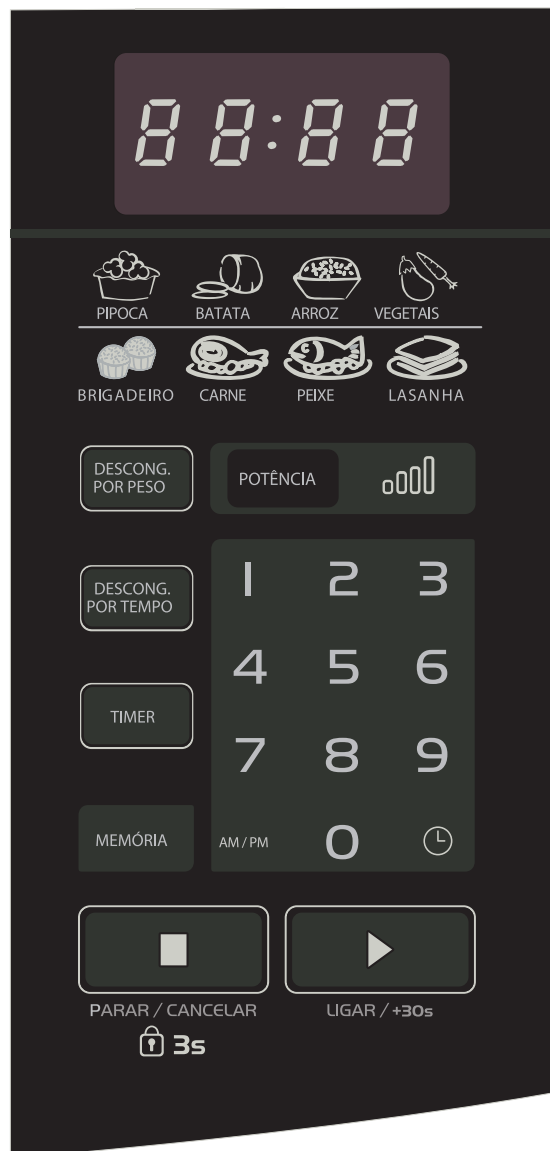 88:88
PIPOCA BATATA ARROZ VEGETAIS
BRIGADEIRO CARNE PEIXE LASANHA
DESCONG.
POR PESO
POTÊNCIA
DESCONG.
POR TEMPO
TIMER
MEMÓRIA
1 2 3
4 5 6
7 8 9
AM / PM 0
PARAR / CANCELAR
3s
LIGAR / +30s